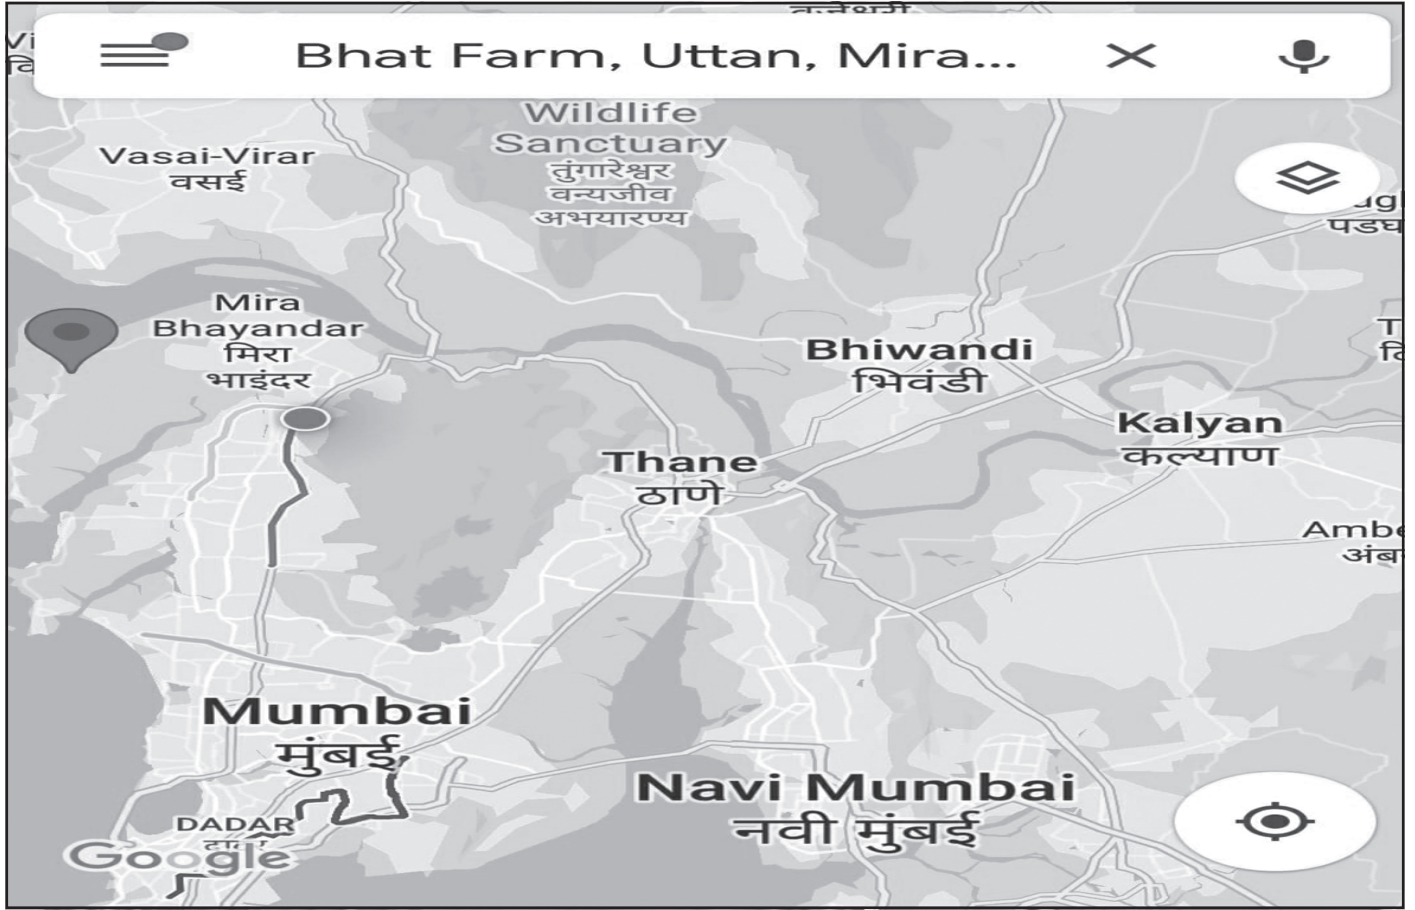 Bhat Farm, Uttan, Mira...
Wildlife
Sanctuary
तुंगारेश्वर
वन्यजीव
अभयारण्य
Vasai-Virar
वसई
Mira
Bhayandar
मिरा
भाइंदर
Bhiwandi
भिवंडी
Kalyan
कल्याण
Thane
ठाणे
Ambe
अंब
Mumbai
मुंबई
Navi Mumbai
नवी मुंबई
DADAR
Google